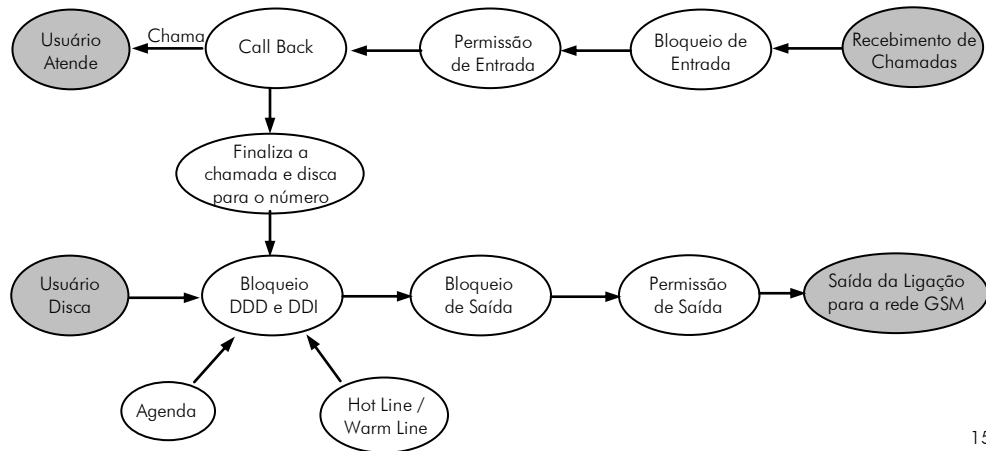 Usuário
Atende
Chama
Call Back
Permissão
de Entrada
Bloqueio de
Entrada
Recebimento de
Chamadas
Finaliza a
chamada e disca
para o número
Usuário
Disca
Bloqueio
DDD e DDI
Bloqueio
de Saída
Permissão
de Saída
Saída da Ligação
para a rede GSM
Agenda
Hot Line /
Warm Line
15